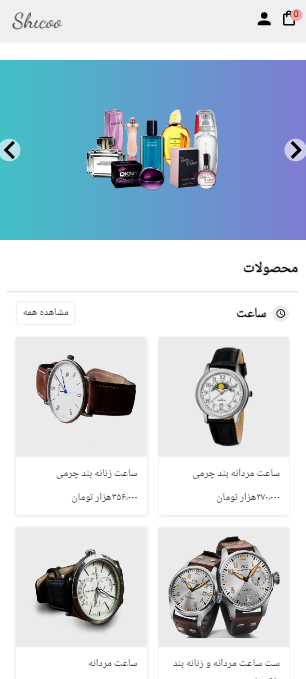 Shicoo
0
DKNY
محصولات
ساعت
مشاهده همه
ساعت مردانه بند چرمی
۲۷۰,۰۰۰هزار تومان
ساعت زنانه بند چرمی
۳۵۶,۰۰۰هزار تومان
ست ساعت مردانه و زنانه بند
ساعت مردانه